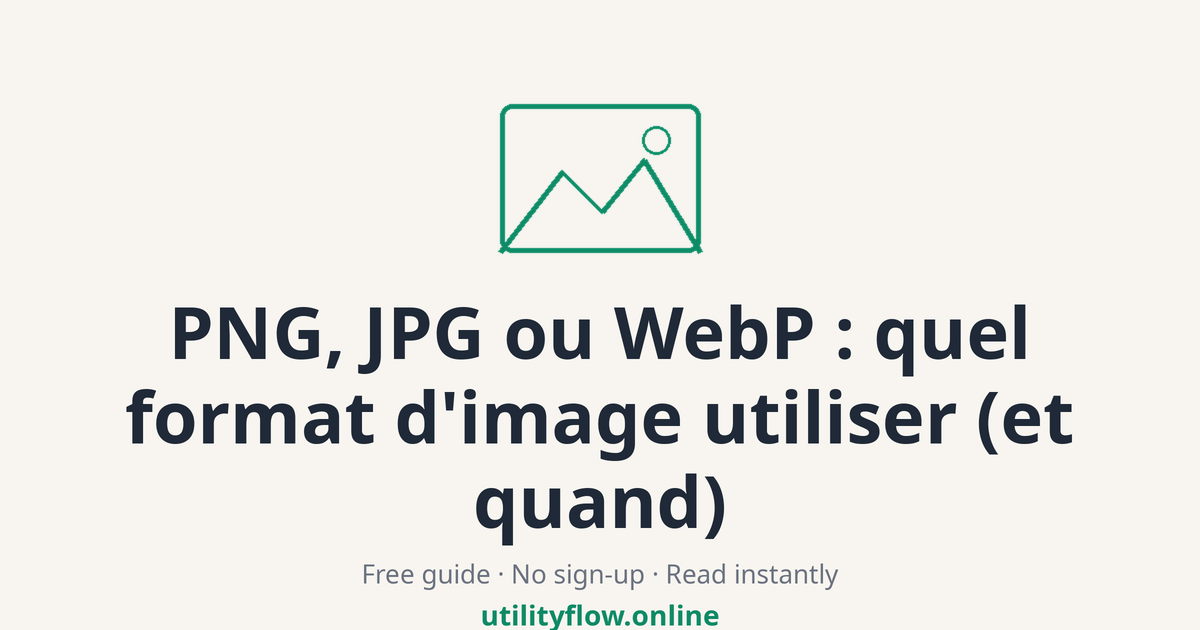 PNG, JPG ou WebP : quel
format d'image utiliser (et
quand)
Free guide · No sign-up · Read instantly
utilityflow.online